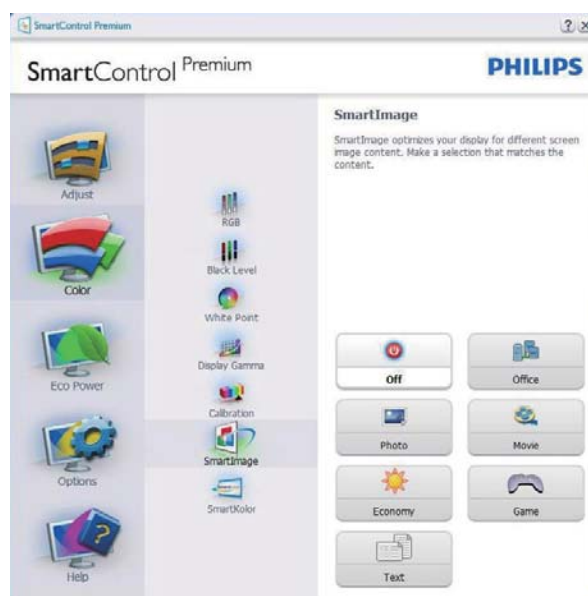 SmartControl Premium
SmartControl Premium
PHILIPS
Adjust
Color
Eco Power
Options
Help
RGB
Black Level
White Point
Display Gamma
Calibration
SmartImage
SmartKolor
SmartImage
SmartImage optimizes your display for different screen
image content. Make a selection that matches the
content.
Off
Office
Photo
Movie
Economy
Game
Text